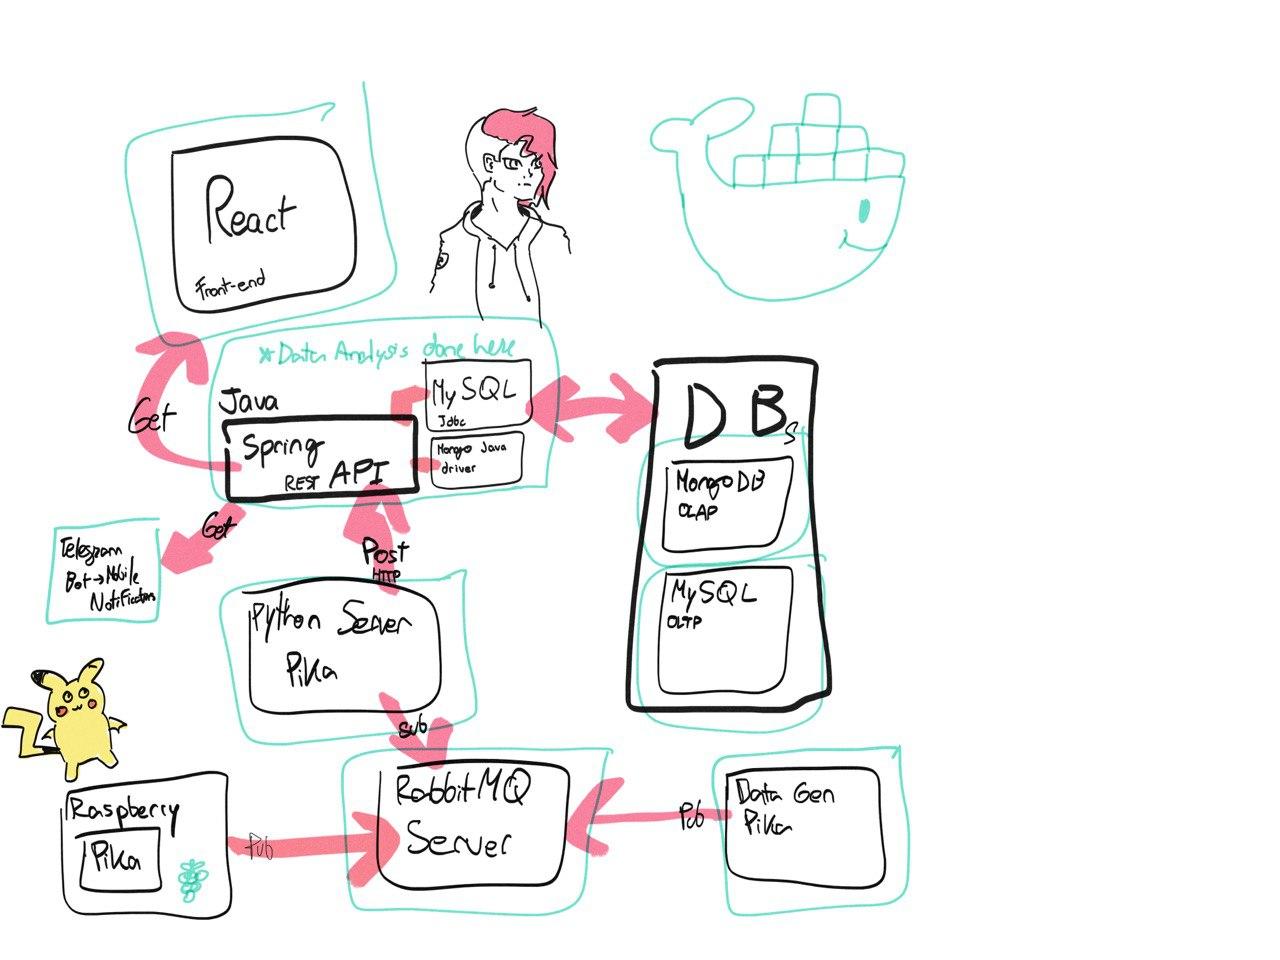 React
Front-end
*Data Analysis done here
Java
Spring
REST API
MySQL
Jdbc
Mongo Java
driver
Get
DBs
MongoDB
OLAP
MySQL
OLTP
Get
Telegram
Bot→Mobile
Notifications
Post
HTTP
Python Server
Pika
sub
Raspberry
Pika
Pub
RabbitMQ
Server
Pub
Data Gen
Pika